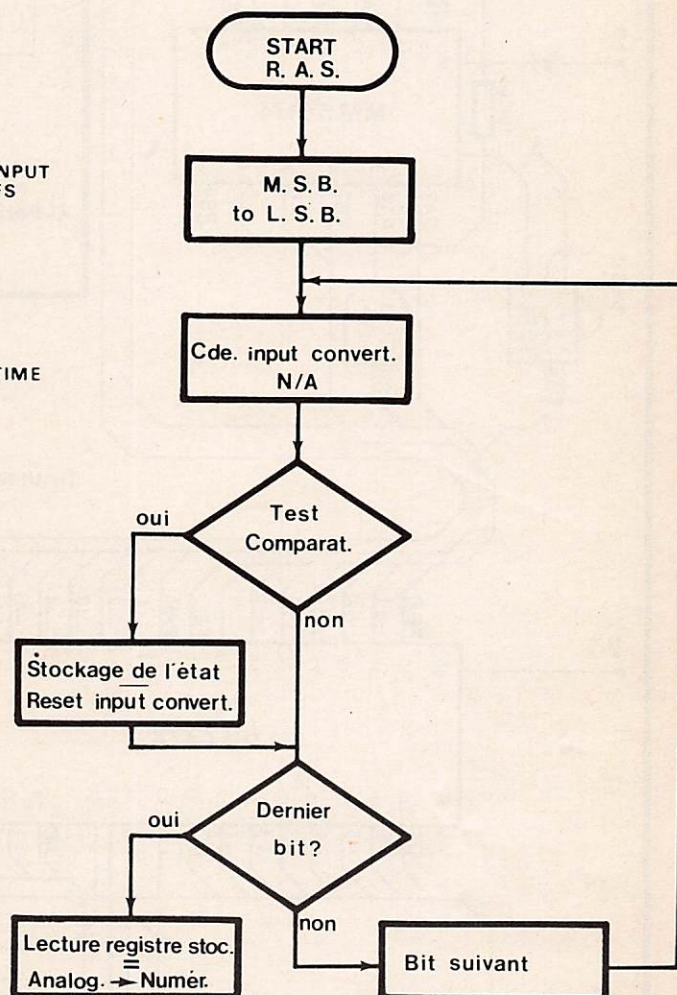 START
R. A. S.
M. S. B.
to L. S. B.
Cde. input convert.
N/A
Test
Comparat.
oui
non
Stockage de l'état
Reset input convert.
Dernier
bit?
oui
non
Lecture registre stoc.
=
Analog. → Numér.
Bit suivant
TIME